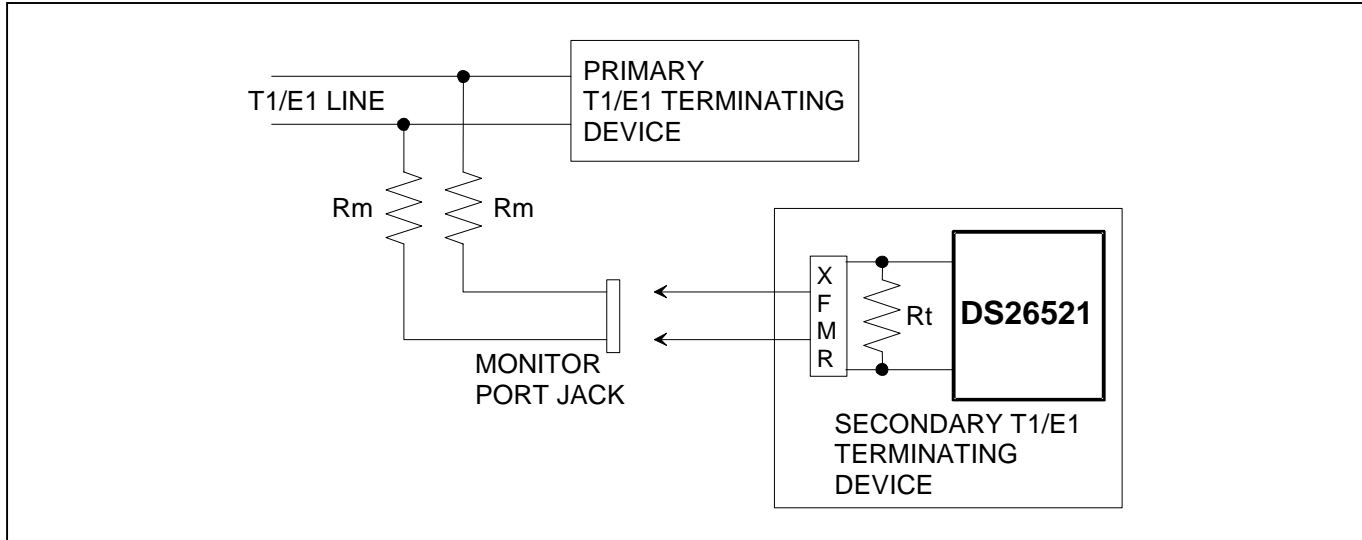 PRIMARY
T1/E1 TERMINATING
DEVICE
T1/E1 LINE
Rm
Rm
MONITOR
PORT JACK
X
F
M
R
Rt
DS26521
SECONDARY T1/E1
TERMINATING
DEVICE